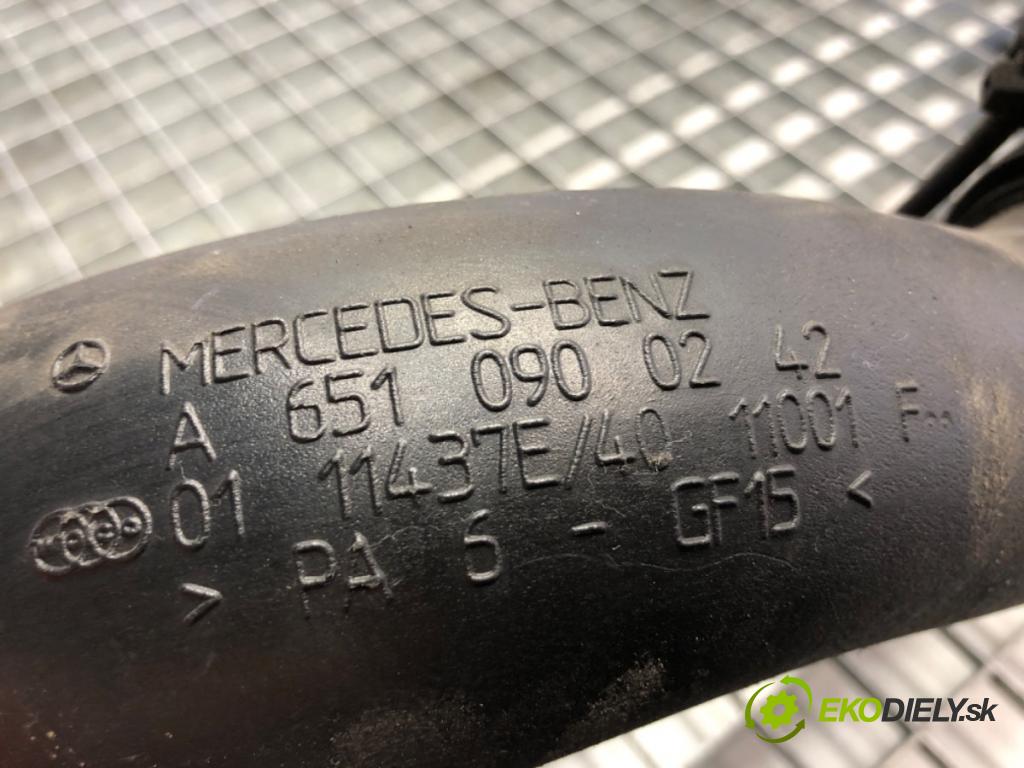 MERCEDES-BENZ
A 651 090 02 42
01 11437E/40 11001 F··
> PA 6 - GF15 <
EKODIELY.sk